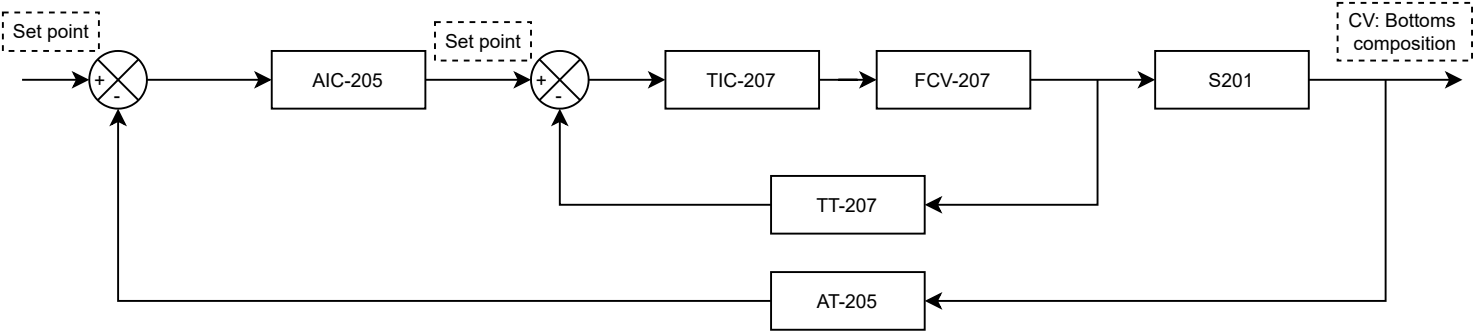 Set point
+
-
AIC-205
Set point
+
-
TIC-207
FCV-207
S201
CV: Bottoms
composition
TT-207
AT-205